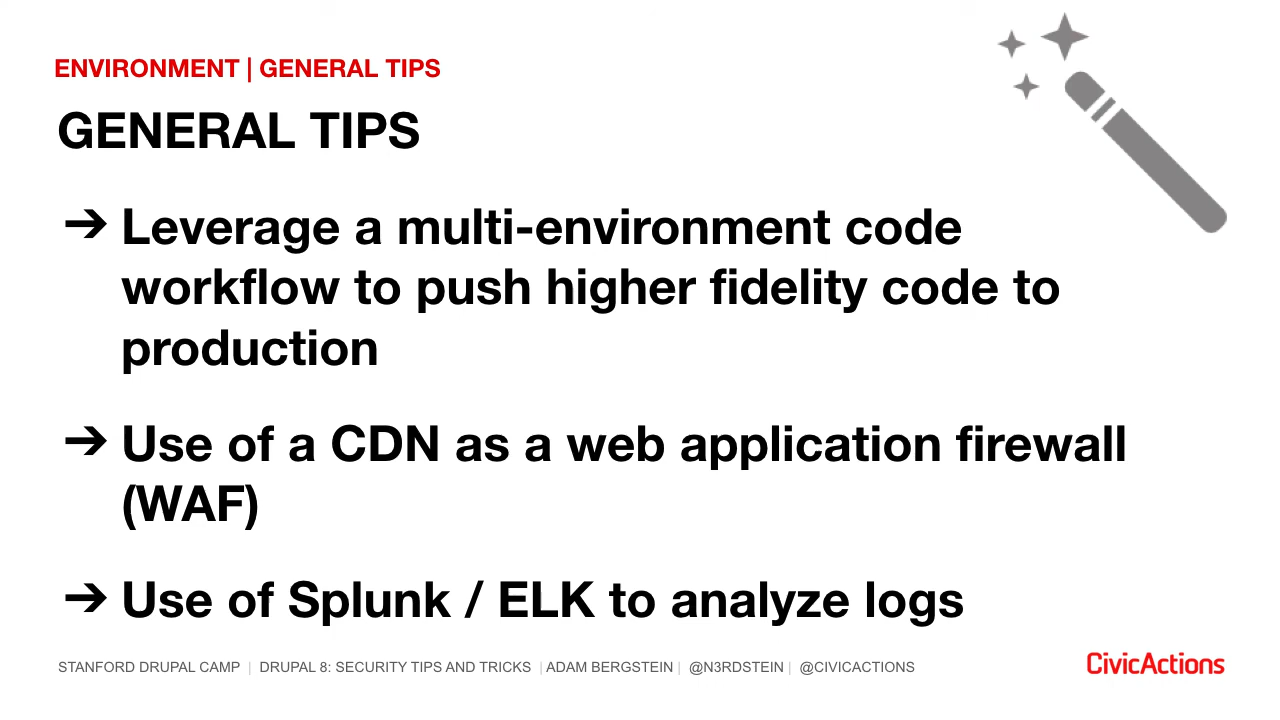 ENVIRONMENT | GENERAL TIPS
GENERAL TIPS
➔ Leverage a multi-environment code
workflow to push higher fidelity code to
production
➔ Use of a CDN as a web application firewall
(WAF)
➔ Use of Splunk / ELK to analyze logs
STANFORD DRUPAL CAMP | DRUPAL 8: SECURITY TIPS AND TRICKS | ADAM BERGSTEIN | @N3RDSTEIN | @CIVICACTIONS
CivicActions